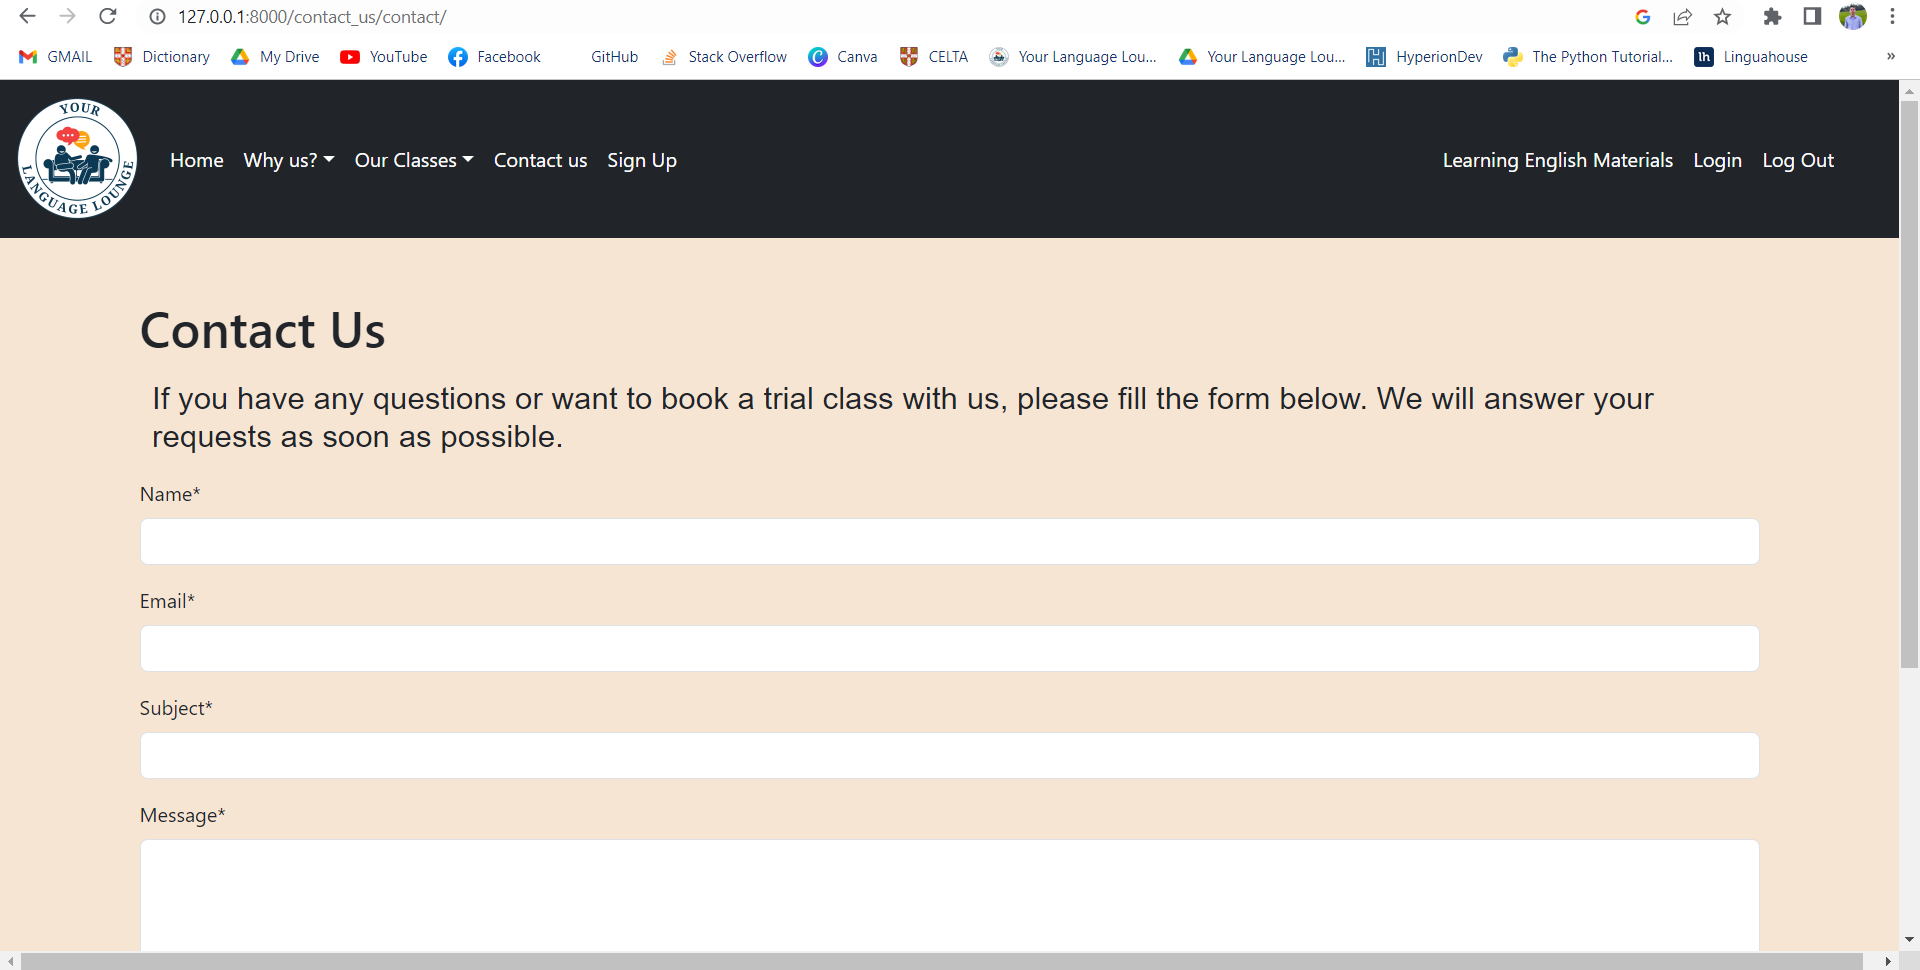 127.0.0.1:8000/contact_us/contact/
GMAIL Dictionary My Drive YouTube Facebook GitHub Stack Overflow Canva CELTA Your Language Lou... Your Language Lou... HyperionDev The Python Tutorial... lh Linguahouse »
YOUR
LANGUAGE LOUNGE
Home Why us? Our Classes Contact us Sign Up Learning English Materials Login Log Out
Contact Us
If you have any questions or want to book a trial class with us, please fill the form below. We will answer your
requests as soon as possible.
Name*
Email*
Subject*
Message*